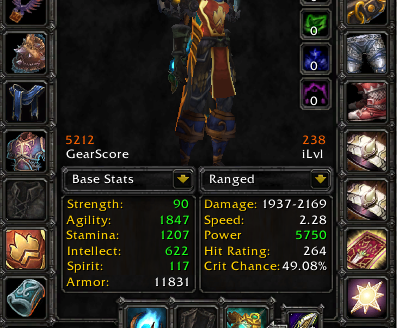 0
0
0
5212 238
GearScore iLvl
Base Stats Ranged
Strength: 90 Damage: 1937-2169
Agility: 1847 Speed: 2.28
Stamina: 1207 Power 5750
Intellect: 622 Hit Rating: 264
Spirit: 117 Crit Chance: 49.08%
Armor: 11831